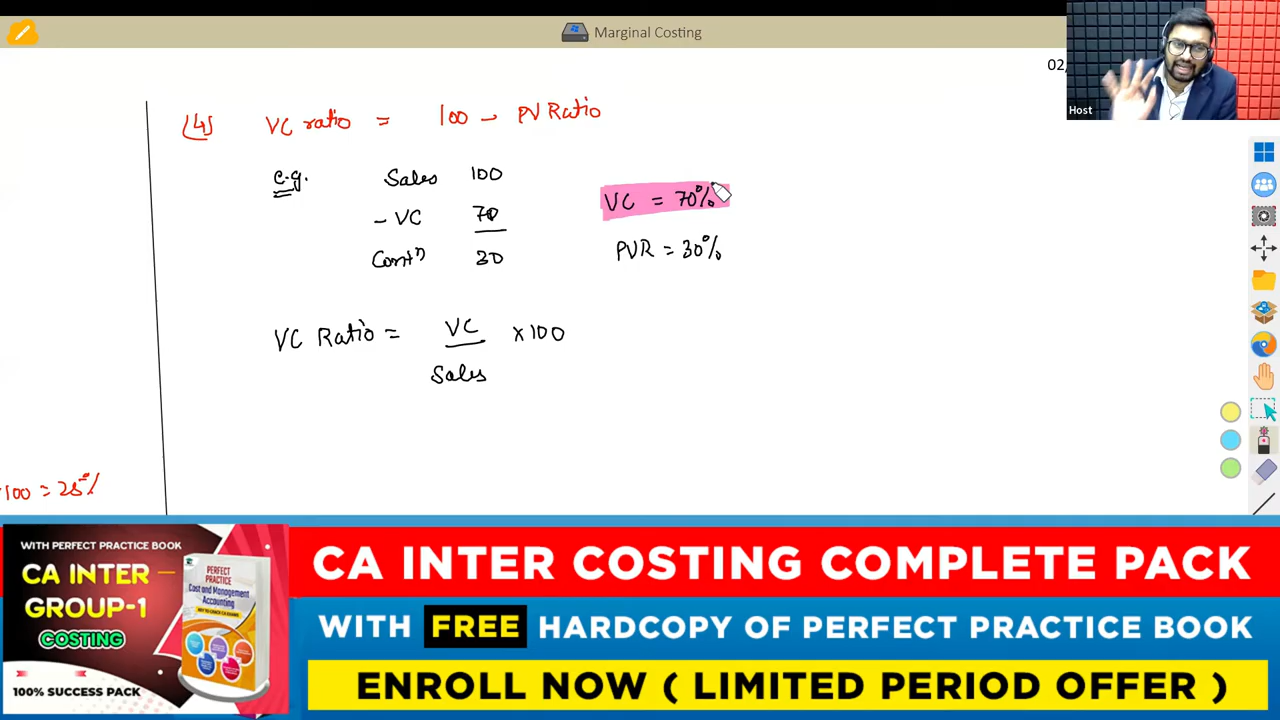 Marginal Costing
02/
Host
(4) VC ratio = 100 - PV Ratio
e.g. Sales 100
- VC 70
Contn 30
VC = 70%
PVR = 30%
VC Ratio = VC x 100
Sales
100 = 25%
WITH PERFECT PRACTICE BOOK
CA INTER
GROUP-1
COSTING
100% SUCCESS PACK
PERFECT
PRACTICE
Cost and Management
Accounting
CA INTER COSTING COMPLETE PACK
WITH FREE HARDCOPY OF PERFECT PRACTICE BOOK
ENROLL NOW ( LIMITED PERIOD OFFER )